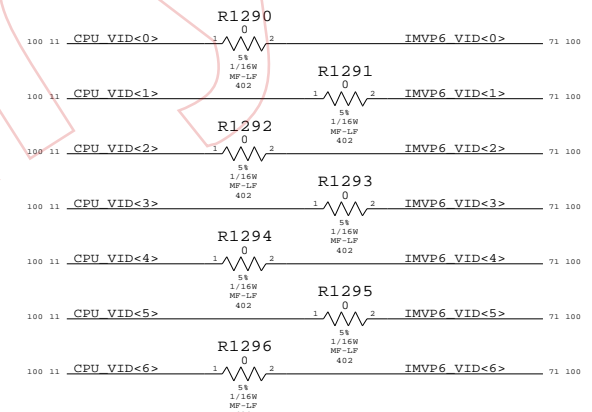 R1290
0
100 11 CPU_VID<0> 1 2 IMVP6_VID<0> 71 100
5%
1/16W
MF-LF
402
R1291
0
100 11 CPU_VID<1> 1 2 IMVP6_VID<1> 71 100
5%
1/16W
MF-LF
402
R1292
0
100 11 CPU_VID<2> 1 2 IMVP6_VID<2> 71 100
5%
1/16W
MF-LF
402
R1293
0
100 11 CPU_VID<3> 1 2 IMVP6_VID<3> 71 100
5%
1/16W
MF-LF
402
R1294
0
100 11 CPU_VID<4> 1 2 IMVP6_VID<4> 71 100
5%
1/16W
MF-LF
402
R1295
0
100 11 CPU_VID<5> 1 2 IMVP6_VID<5> 71 100
5%
1/16W
MF-LF
402
R1296
0
100 11 CPU_VID<6> 1 2 IMVP6_VID<6> 71 100
5%
1/16W
MF-LF